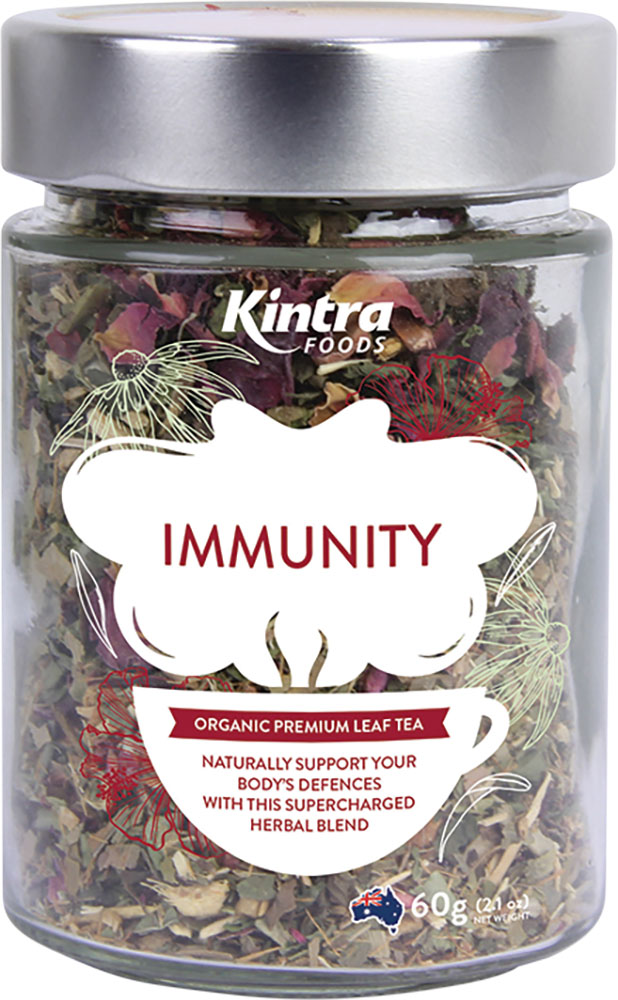 Kintra
FOODS
IMMUNITY
ORGANIC PREMIUM LEAF TEA
NATURALLY SUPPORT YOUR
BODY'S DEFENCES
WITH THIS SUPERCHARGED
HERBAL BLEND
60g (2.1 oz)
NET WEIGHT